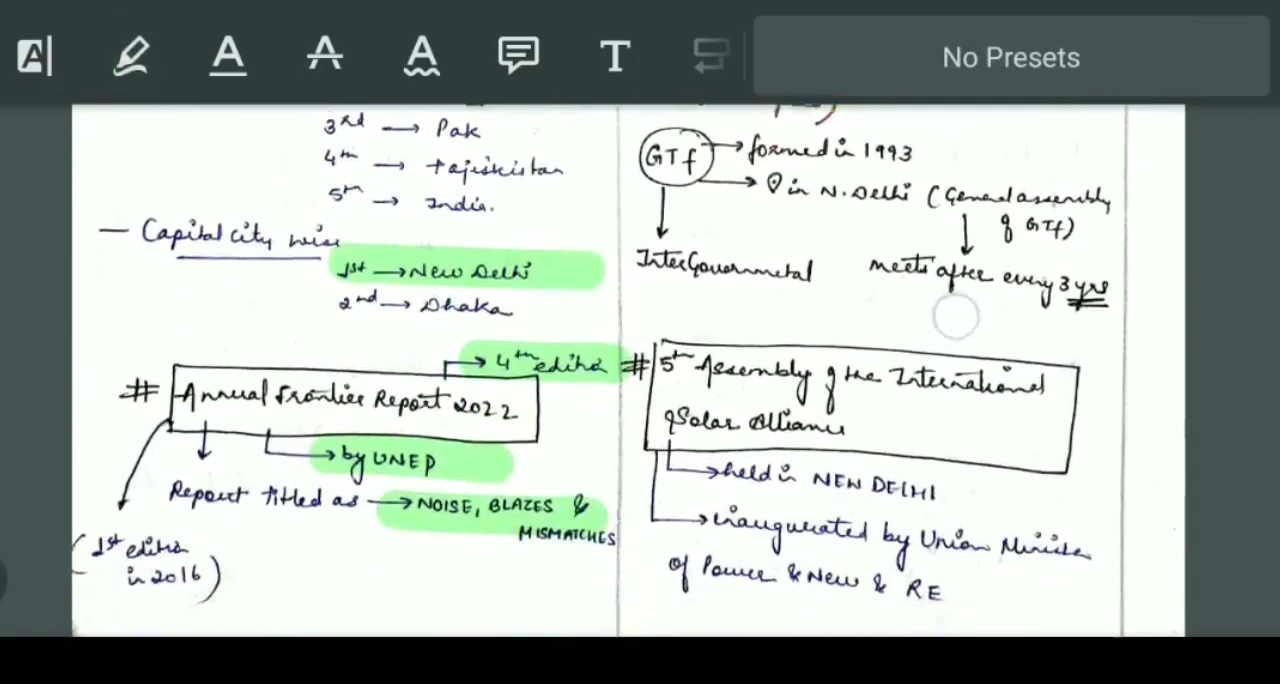 No Presets
3rd → Pak
4th → Tajikistan
5th → India.
— Capital city wise
1st → New Delhi
2nd → Dhaka
→ 4th edition
# Annual Frontier Report 2022
→ by UNEP
Report titled as → NOISE, BLAZES &
MISMATCHES
(1st edition
in 2016)
GTf → formed in 1993
→ in N. Delhi (General assembly
of GTf)
InterGovernmetal
meets after every 3 yrs
# 5th Assembly of the International
Solar Alliance
→ held in NEW DELHI
→ inaugurated by Union Minister
of Power & New & RE